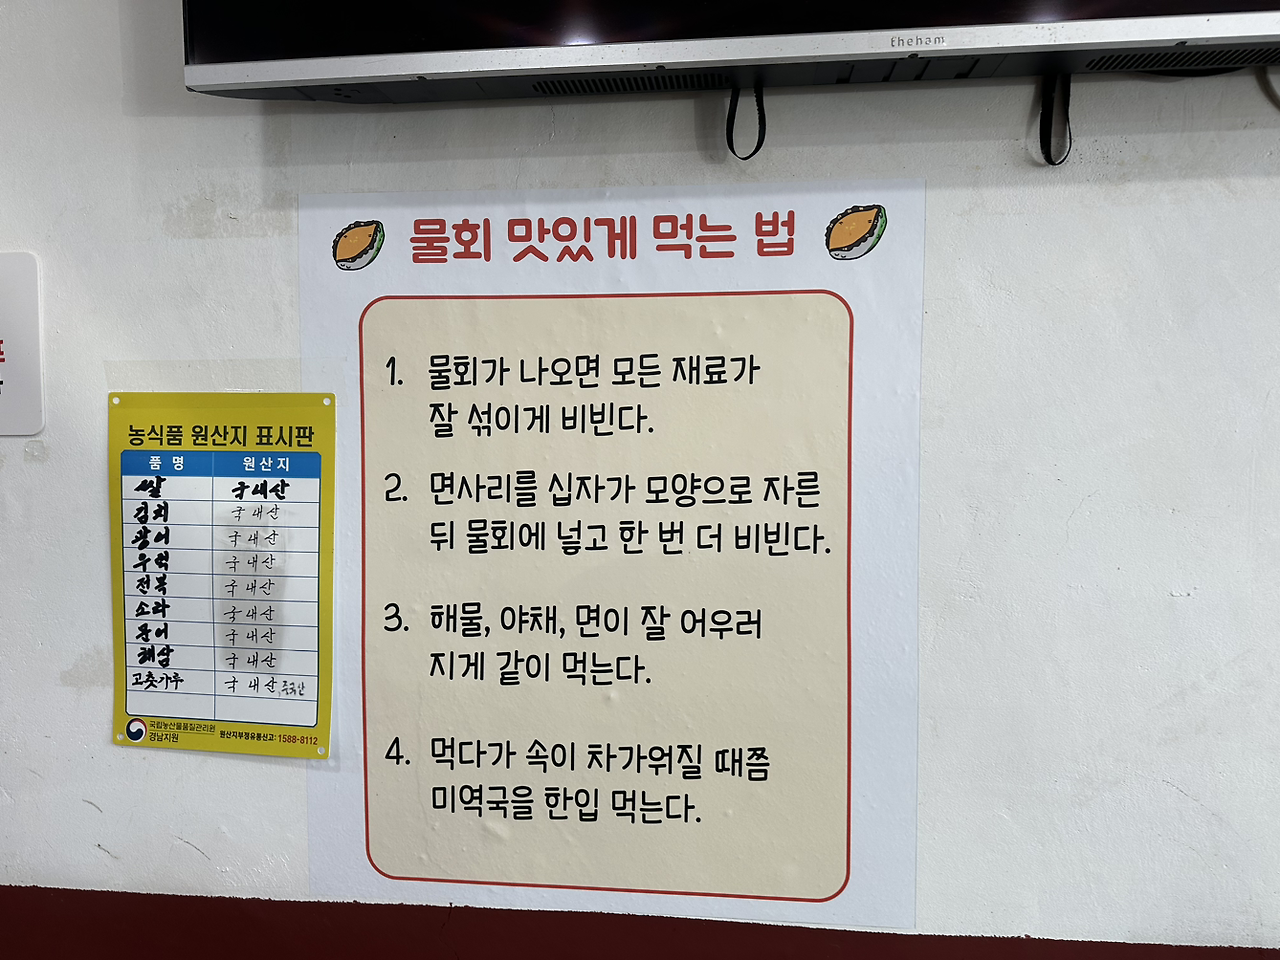 theham
물회 맛있게 먹는 법
1. 물회가 나오면 모든 재료가
잘 섞이게 비빈다.
2. 면사리를 십자가 모양으로 자른
뒤 물회에 넣고 한 번 더 비빈다.
3. 해물, 야채, 면이 잘 어우러
지게 같이 먹는다.
4. 먹다가 속이 차가워질 때쯤
미역국을 한입 먹는다.
농식품 원산지 표시판
품 명 원산지
쌀 국내산
김치 국내산
광어 국내산
우럭 국내산
전복 국내산
소라 국내산
문어 국내산
해삼 국내산
고춧가루 국내산, 중국산
국립농산물품질관리원
경남지원 원산지부정유통신고: 1588-8112